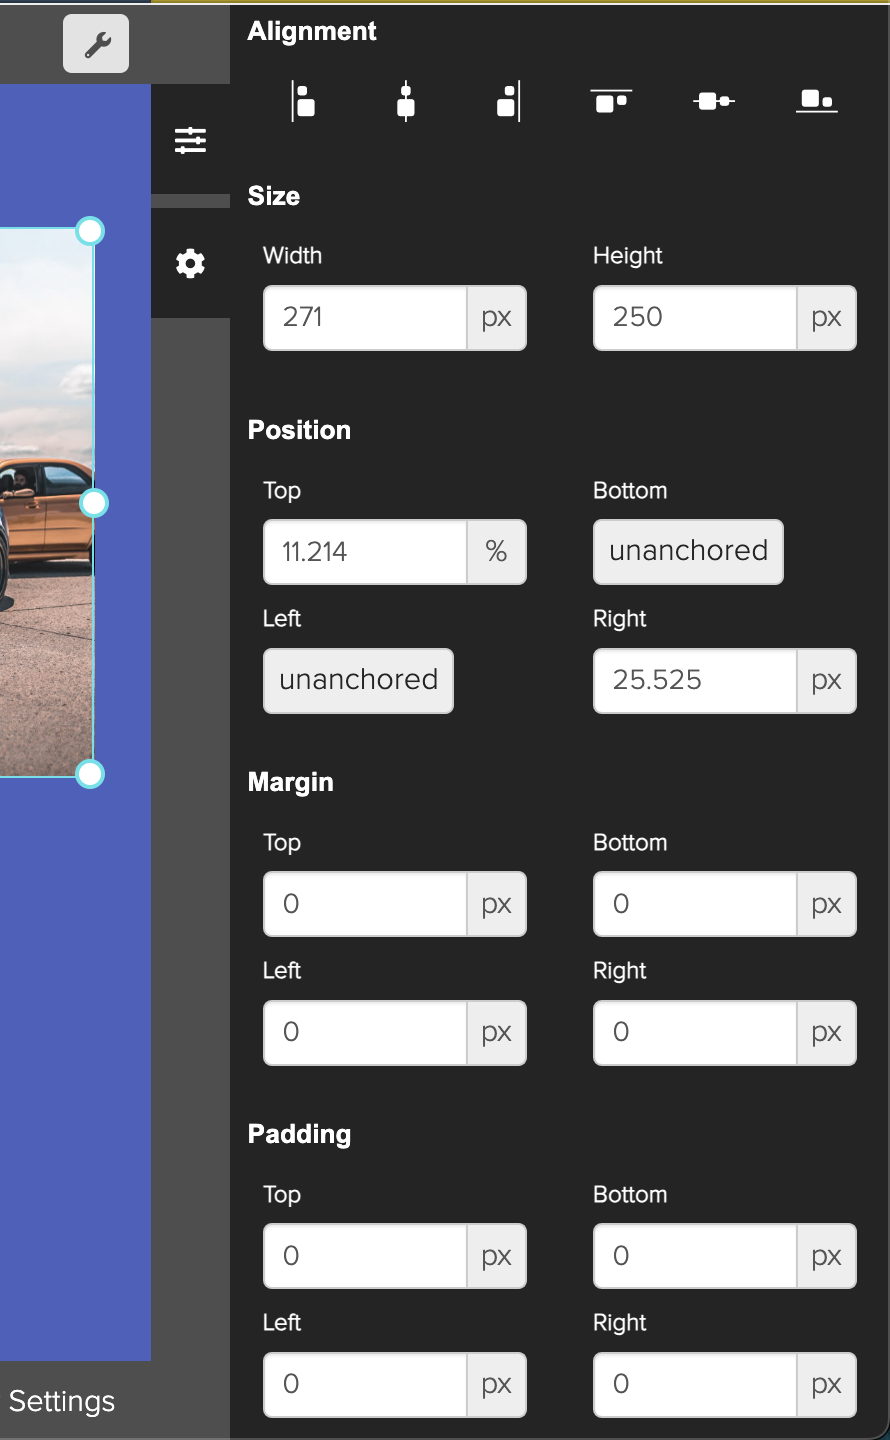 Alignment
Size
Width Height
271 px 250 px
Position
Top Bottom
11.214 % unanchored
Left Right
unanchored 25.525 px
Margin
Top Bottom
0 px 0 px
Left Right
0 px 0 px
Padding
Top Bottom
0 px 0 px
Left Right
0 px 0 px
Settings